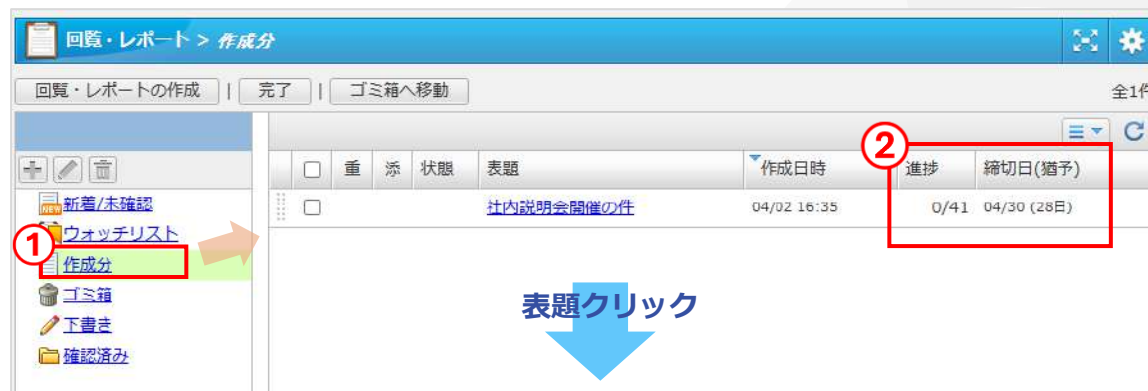 回覧・レポート > 作成分
回覧・レポートの作成 | 完了 | ゴミ箱へ移動
全1件
②
重 添 状態 表題 作成日時 進捗 締切日(猶予)
NEW 新着/未確認
社内説明会開催の件 04/02 16:35 0/41 04/30 (28日)
ウォッチリスト
①
作成分
ゴミ箱
表題クリック
下書き
確認済み